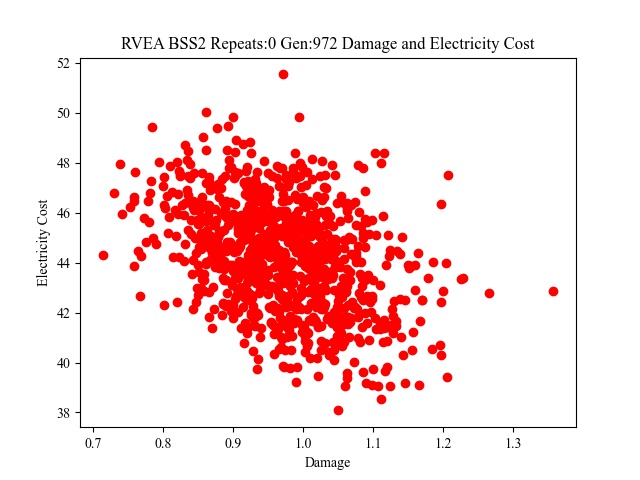 RVEA BSS2 Repeats:0 Gen:972 Damage and Electricity Cost
52
50
48
46
44
42
40
38
Electricity Cost
0.7 0.8 0.9 1.0 1.1 1.2 1.3
Damage